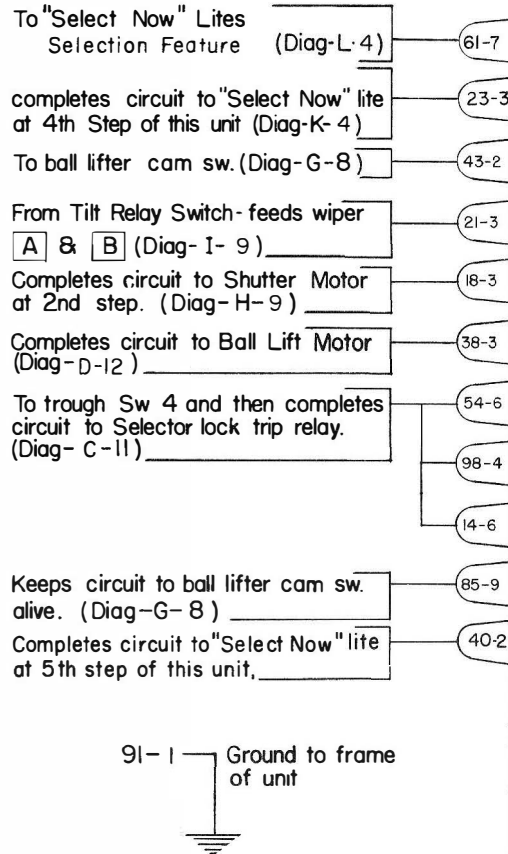 To "Select Now" Lites
Selection Feature (Diag-L-4)
61-7
completes circuit to "Select Now" lite
23-3
at 4th Step of this unit (Diag-K-4)
To ball lifter cam sw. (Diag-G-8)
43-2
From Tilt Relay Switch-feeds wiper
21-3
A & B (Diag-I-9)
Completes circuit to Shutter Motor
18-3
at 2nd step. (Diag-H-9)
Completes circuit to Ball Lift Motor
38-3
(Diag-D-12)
To trough Sw 4 and then completes
54-6
circuit to Selector lock trip relay.
(Diag-C-11)
98-4
14-6
Keeps circuit to ball lifter cam sw.
85-9
alive. (Diag-G-8)
Completes circuit to "Select Now" lite
40-2
at 5th step of this unit.
91-1 Ground to frame
of unit